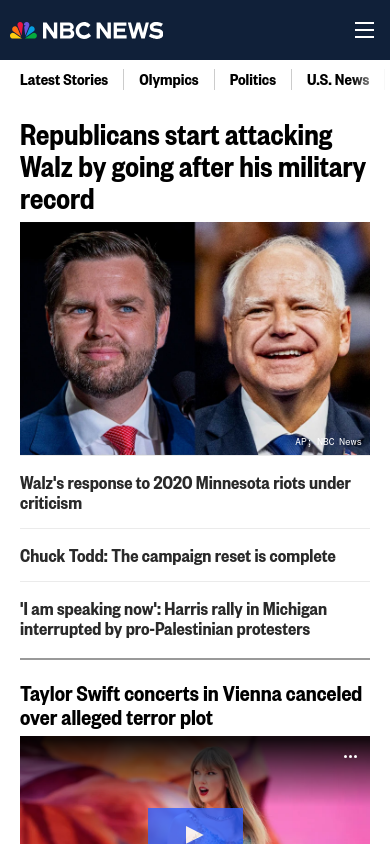 NBC NEWS
Latest Stories
Olympics
Politics
U.S. News
Republicans start attacking
Walz by going after his military
record
AP; NBC News
Walz's response to 2020 Minnesota riots under
criticism
Chuck Todd: The campaign reset is complete
'I am speaking now': Harris rally in Michigan
interrupted by pro-Palestinian protesters
Taylor Swift concerts in Vienna canceled
over alleged terror plot